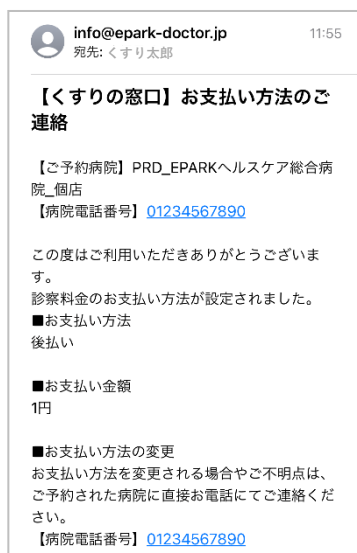 info@epark-doctor.jp
11:55
宛先: くすり太郎
【くすりの窓口】お支払い方法のご
連絡
【ご予約病院】PRD_EPARKヘルスケア総合病
院_個店
【病院電話番号】01234567890
この度はご利用いただきありがとうございま
す。
診察料金のお支払い方法が設定されました。
■お支払い方法
後払い
■お支払い金額
1円
■お支払い方法の変更
お支払い方法を変更される場合やご不明点は、
ご予約された病院に直接お電話にてご連絡くだ
さい。
【病院電話番号】01234567890